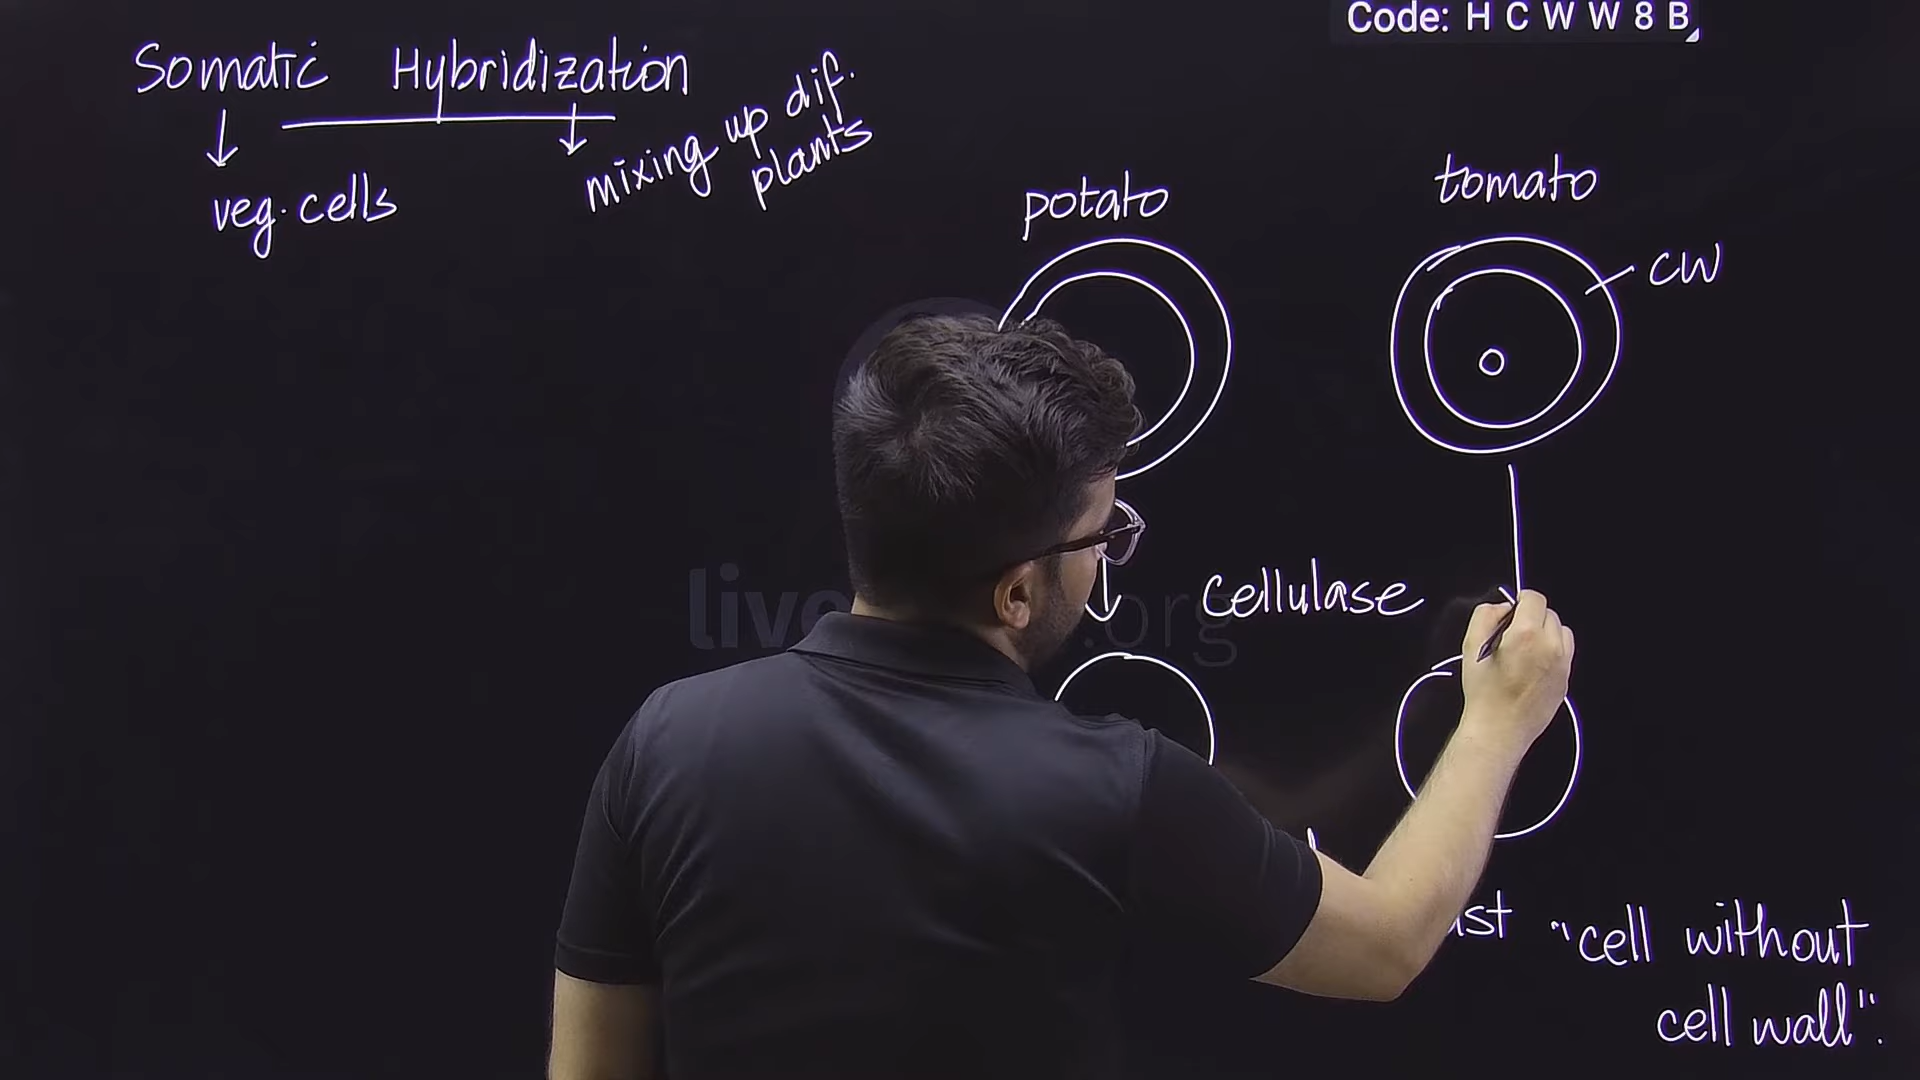 Code: H C W W 8 B
Somatic Hybridization
veg. cells
mixing up dif.
plants
potato
tomato
CW
cellulase
"cell without
cell wall".